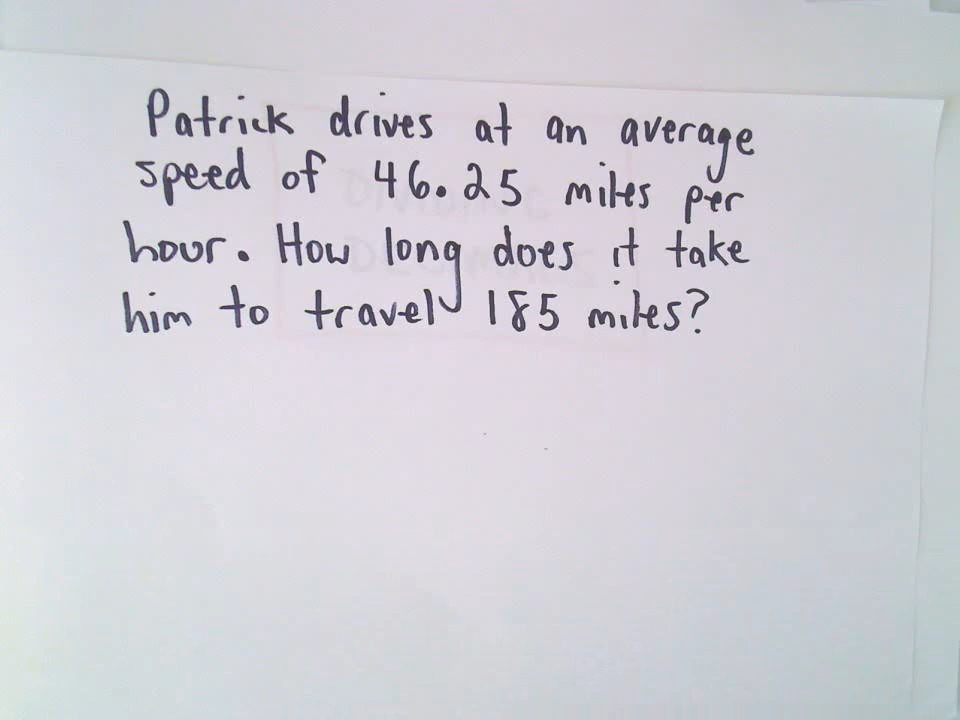 Patrick drives at an average
speed of 46.25 miles per
hour. How long does it take
him to travel 185 miles?